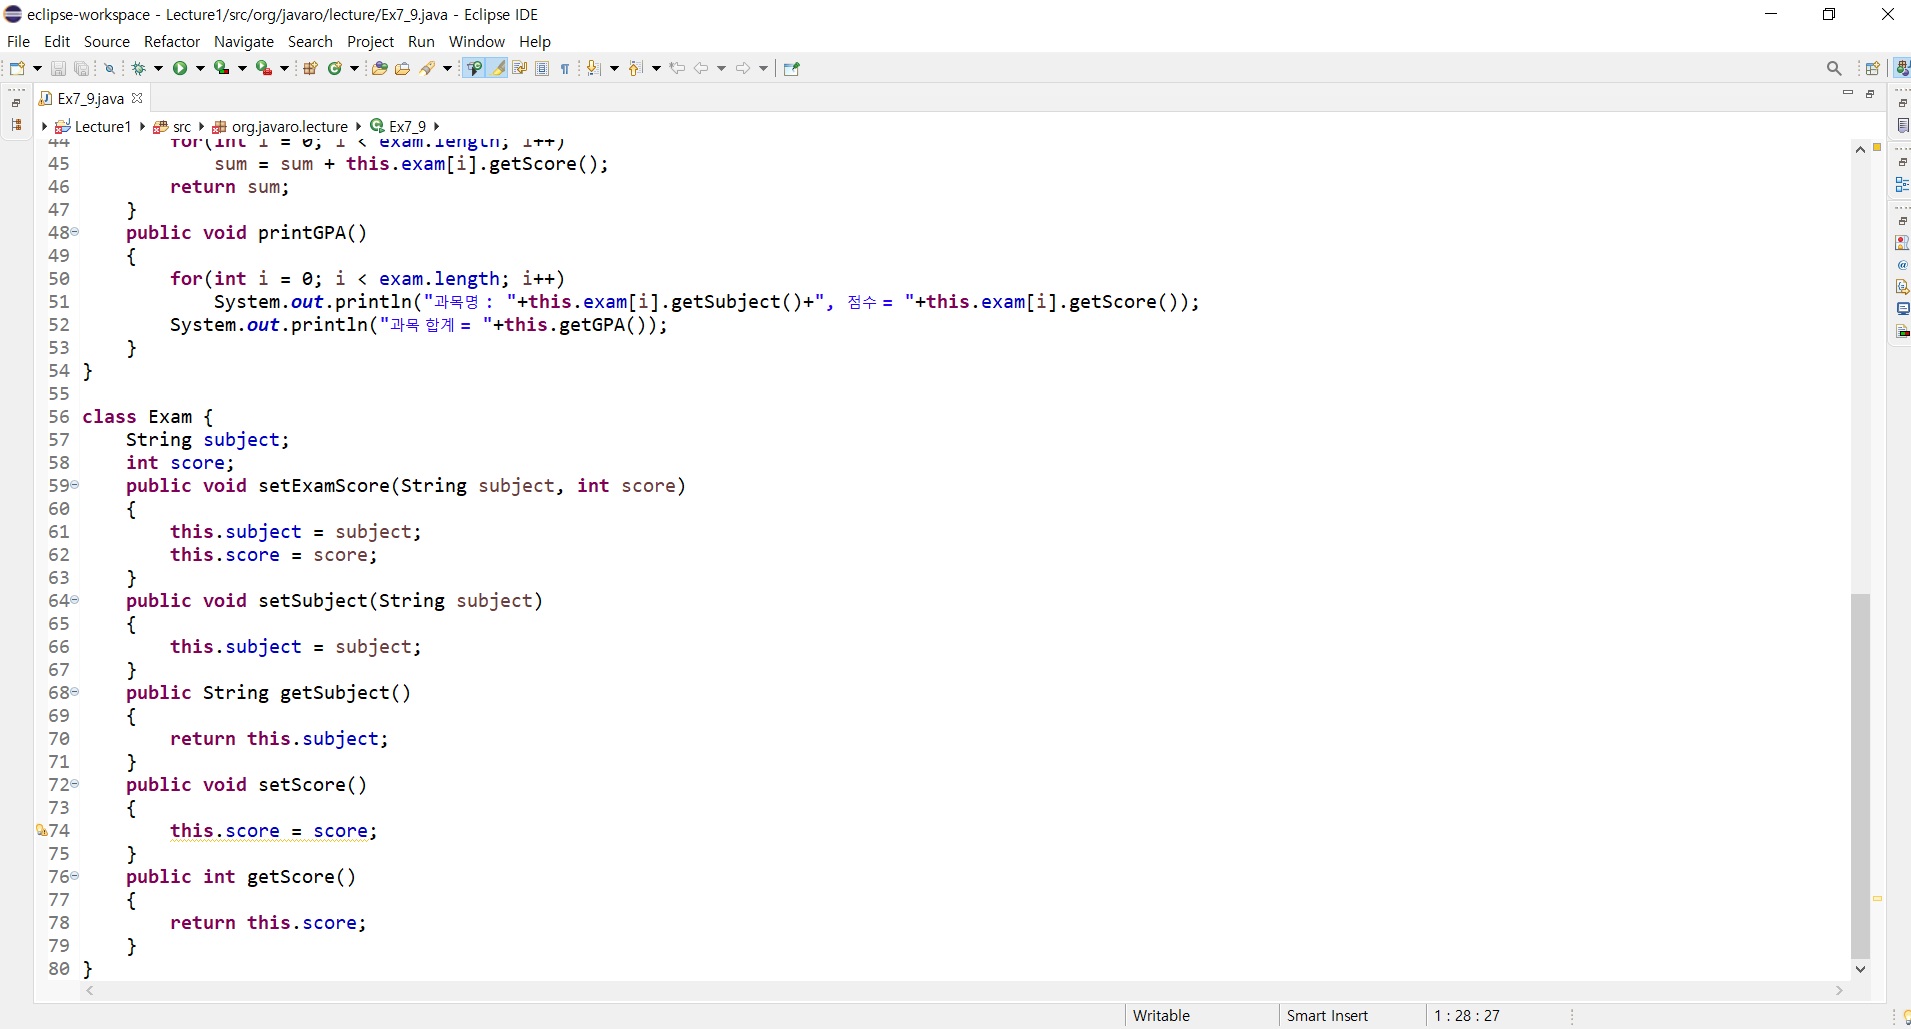 eclipse-workspace - Lecture1/src/org/javaro/lecture/Ex7_9.java - Eclipse IDE
File Edit Source Refactor Navigate Search Project Run Window Help
Ex7_9.java
Lecture1 src org.javaro.lecture Ex7_9
44 for(int i = 0; i < exam.length; i++)
45 sum = sum + this.exam[i].getScore();
46 return sum;
47 }
48 public void printGPA()
49 {
50 for(int i = 0; i < exam.length; i++)
51 System.out.println("과목명 : "+this.exam[i].getSubject()+", 점수 = "+this.exam[i].getScore());
52 System.out.println("과목 합계 = "+this.getGPA());
53 }
54 }
55
56 class Exam {
57 String subject;
58 int score;
59 public void setExamScore(String subject, int score)
60 {
61 this.subject = subject;
62 this.score = score;
63 }
64 public void setSubject(String subject)
65 {
66 this.subject = subject;
67 }
68 public String getSubject()
69 {
70 return this.subject;
71 }
72 public void setScore()
73 {
74 this.score = score;
75 }
76 public int getScore()
77 {
78 return this.score;
79 }
80 }
Writable Smart Insert 1 : 28 : 27